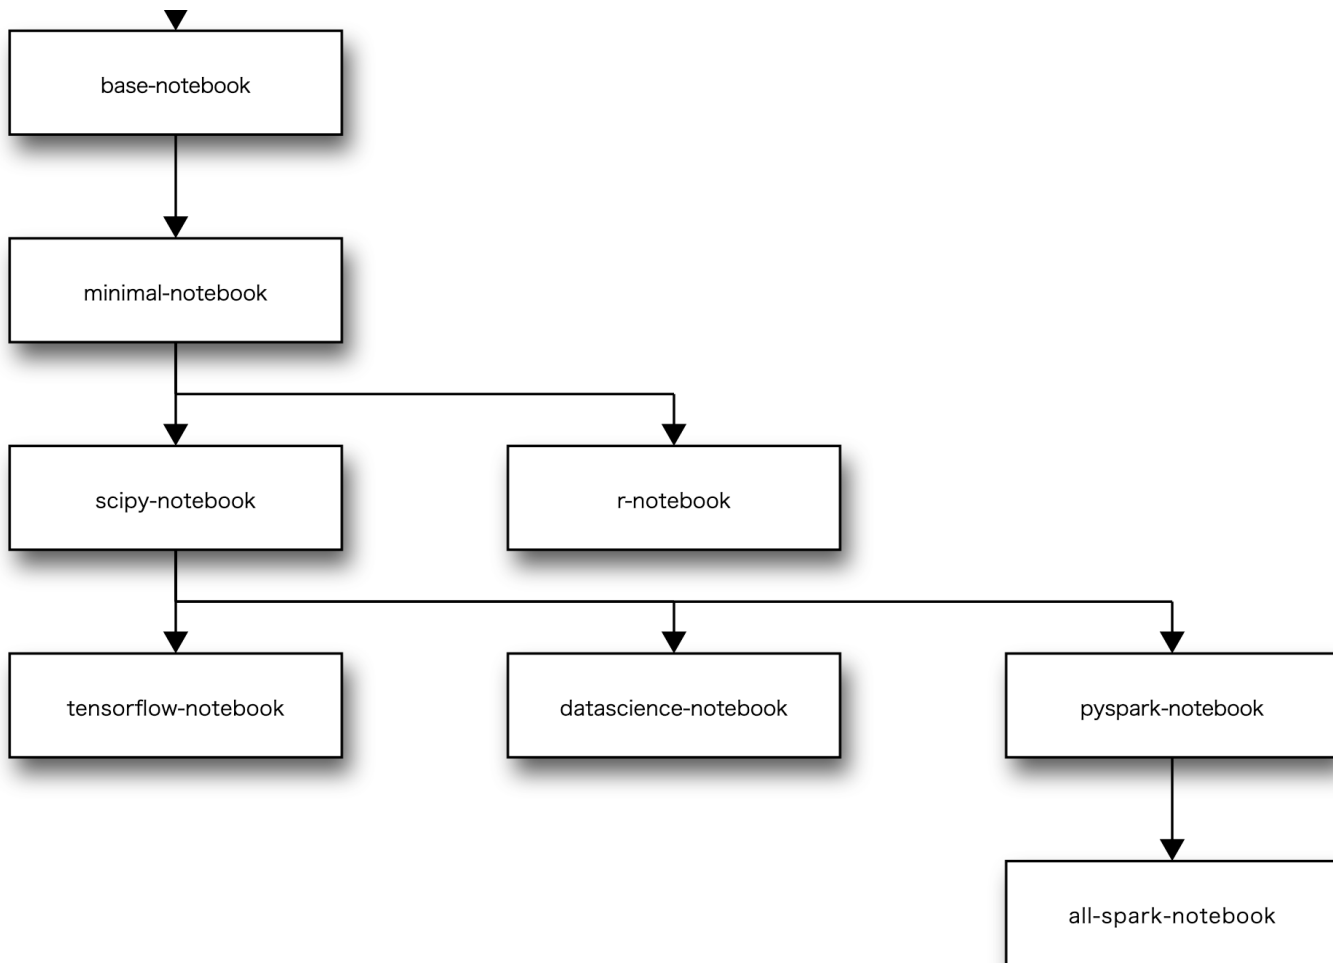 base-notebook
minimal-notebook
scipy-notebook
r-notebook
tensorflow-notebook
datascience-notebook
pyspark-notebook
all-spark-notebook